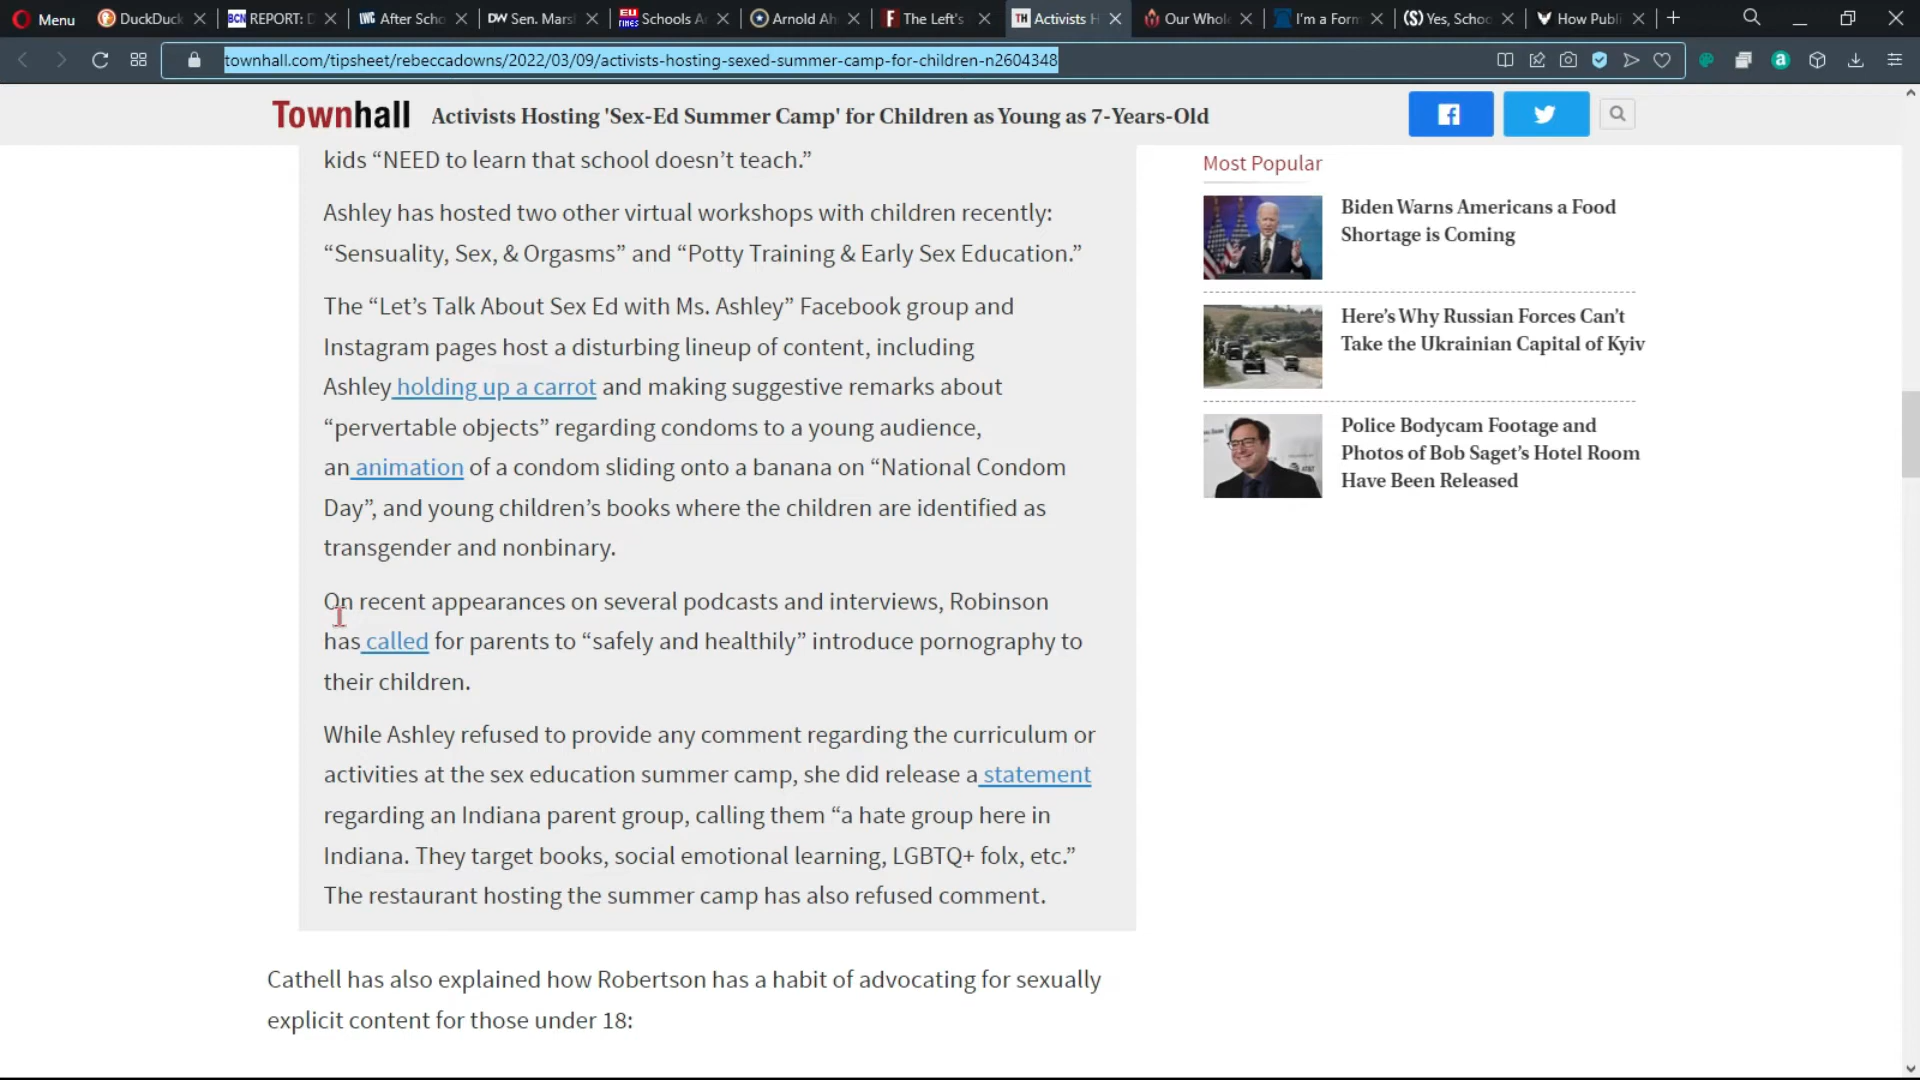 Menu
DuckDuck
BCN REPORT: D
IWC After Scho
DW Sen. Marsh
EU TIMES Schools A
Arnold Ah
F The Left's
TH Activists H
Our Whole
I'm a Form
(S) Yes, Schoo
How Publi
townhall.com/tipsheet/rebeccadowns/2022/03/09/activists-hosting-sexed-summer-camp-for-children-n2604348
Townhall
Activists Hosting 'Sex-Ed Summer Camp' for Children as Young as 7-Years-Old
kids “NEED to learn that school doesn’t teach.”
Ashley has hosted two other virtual workshops with children recently:
“Sensuality, Sex, & Orgasms” and “Potty Training & Early Sex Education.”
The “Let’s Talk About Sex Ed with Ms. Ashley” Facebook group and
Instagram pages host a disturbing lineup of content, including
Ashley holding up a carrot and making suggestive remarks about
“pervertable objects” regarding condoms to a young audience,
an animation of a condom sliding onto a banana on “National Condom
Day”, and young children’s books where the children are identified as
transgender and nonbinary.
On recent appearances on several podcasts and interviews, Robinson
has called for parents to “safely and healthily” introduce pornography to
their children.
While Ashley refused to provide any comment regarding the curriculum or
activities at the sex education summer camp, she did release a statement
regarding an Indiana parent group, calling them “a hate group here in
Indiana. They target books, social emotional learning, LGBTQ+ folx, etc.”
The restaurant hosting the summer camp has also refused comment.
Cathell has also explained how Robertson has a habit of advocating for sexually
explicit content for those under 18:
Most Popular
Biden Warns Americans a Food
Shortage is Coming
Here’s Why Russian Forces Can’t
Take the Ukrainian Capital of Kyiv
Police Bodycam Footage and
Photos of Bob Saget’s Hotel Room
Have Been Released